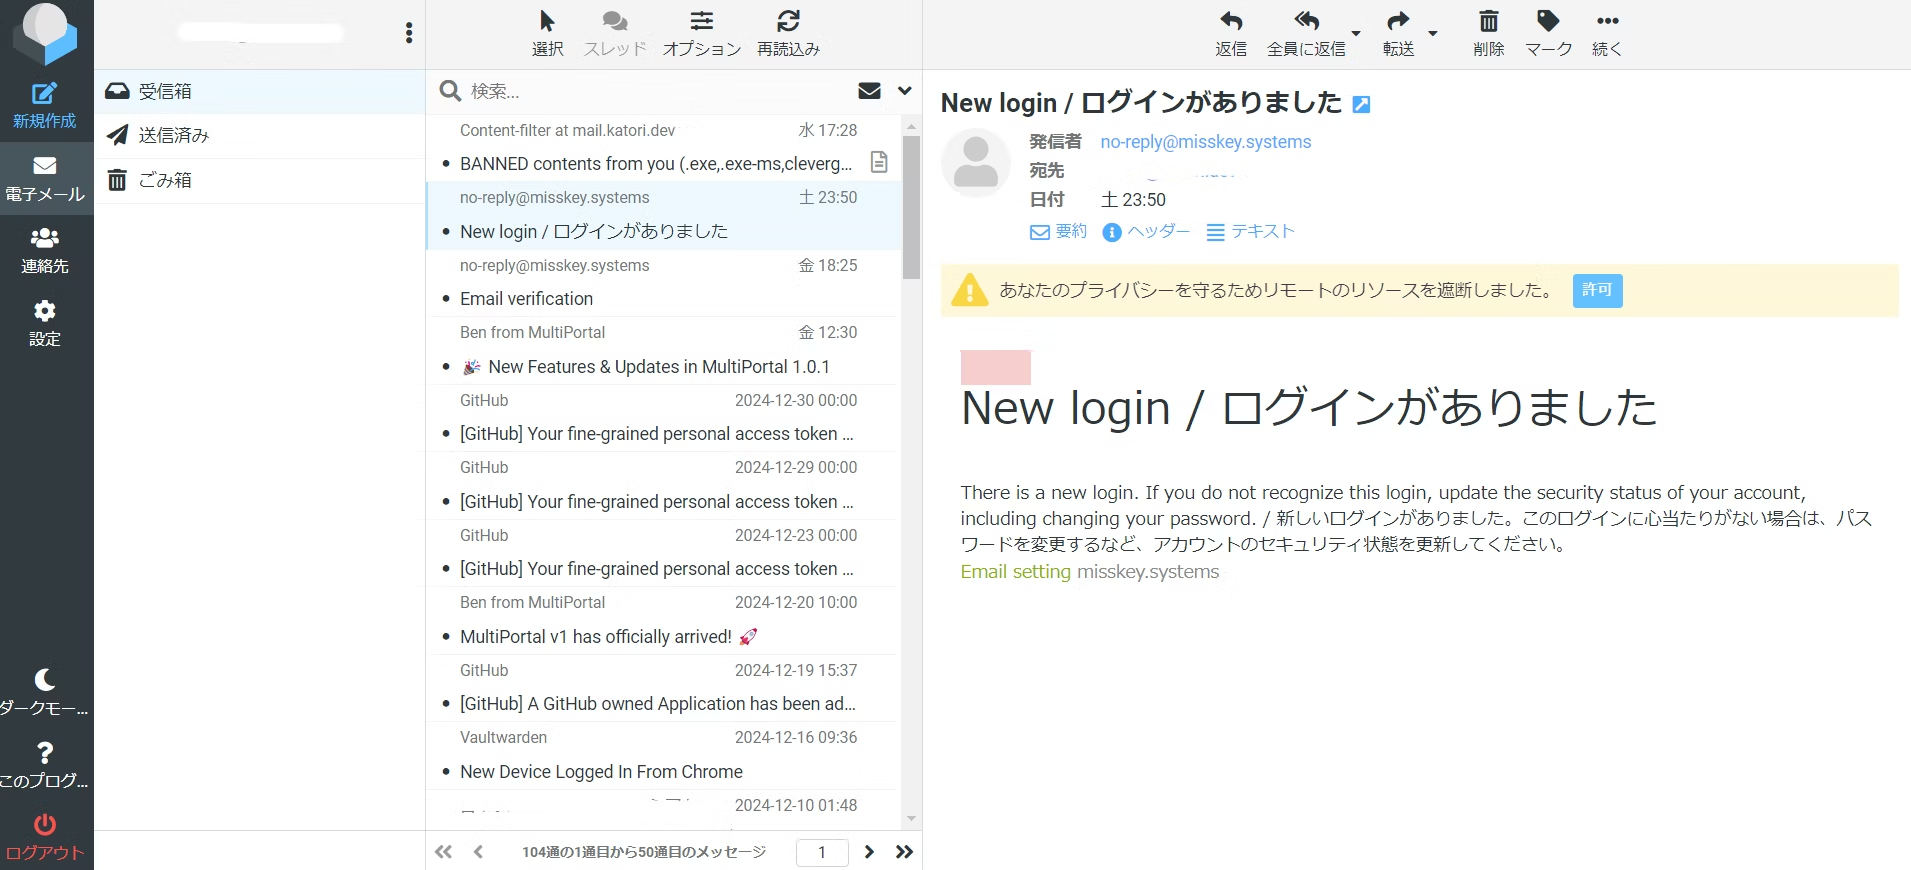 新規作成
電子メール
連絡先
設定
ダークモー...
このプログ...
ログアウト
受信箱
送信済み
ごみ箱
選択
スレッド
オプション
再読込み
検索...
Content-filter at mail.katori.dev 水 17:28
BANNED contents from you (.exe,.exe-ms,cleverg...
no-reply@misskey.systems 土 23:50
New login / ログインがありました
no-reply@misskey.systems 金 18:25
Email verification
Ben from MultiPortal 金 12:30
🎉 New Features & Updates in MultiPortal 1.0.1
GitHub 2024-12-30 00:00
[GitHub] Your fine-grained personal access token ...
GitHub 2024-12-29 00:00
[GitHub] Your fine-grained personal access token ...
GitHub 2024-12-23 00:00
[GitHub] Your fine-grained personal access token ...
Ben from MultiPortal 2024-12-20 10:00
MultiPortal v1 has officially arrived! 🚀
GitHub 2024-12-19 15:37
[GitHub] A GitHub owned Application has been ad...
Vaultwarden 2024-12-16 09:36
New Device Logged In From Chrome
2024-12-10 01:48
104通の1通目から50通目のメッセージ
1
返信
全員に返信
転送
削除
マーク
続く
New login / ログインがありました
発信者 no-reply@misskey.systems
宛先
日付 土 23:50
要約 ヘッダー テキスト
あなたのプライバシーを守るためリモートのリソースを遮断しました。 許可
New login / ログインがありました
There is a new login. If you do not recognize this login, update the security status of your account,
including changing your password. / 新しいログインがありました。このログインに心当たりがない場合は、パス
ワードを変更するなど、アカウントのセキュリティ状態を更新してください。
Email setting misskey.systems